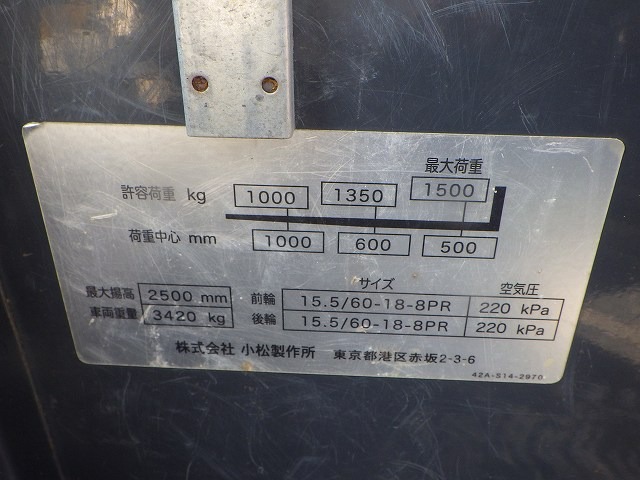 最大荷重
許容荷重 kg 1000 1350 1500
荷重中心 mm 1000 600 500
サイズ 空気圧
最大揚高 2500 mm 前輪 15.5/60-18-8PR 220 kPa
車両重量 3420 kg 後輪 15.5/60-18-8PR 220 kPa
株式会社 小松製作所 東京都港区赤坂2-3-6
42A-S14-2970